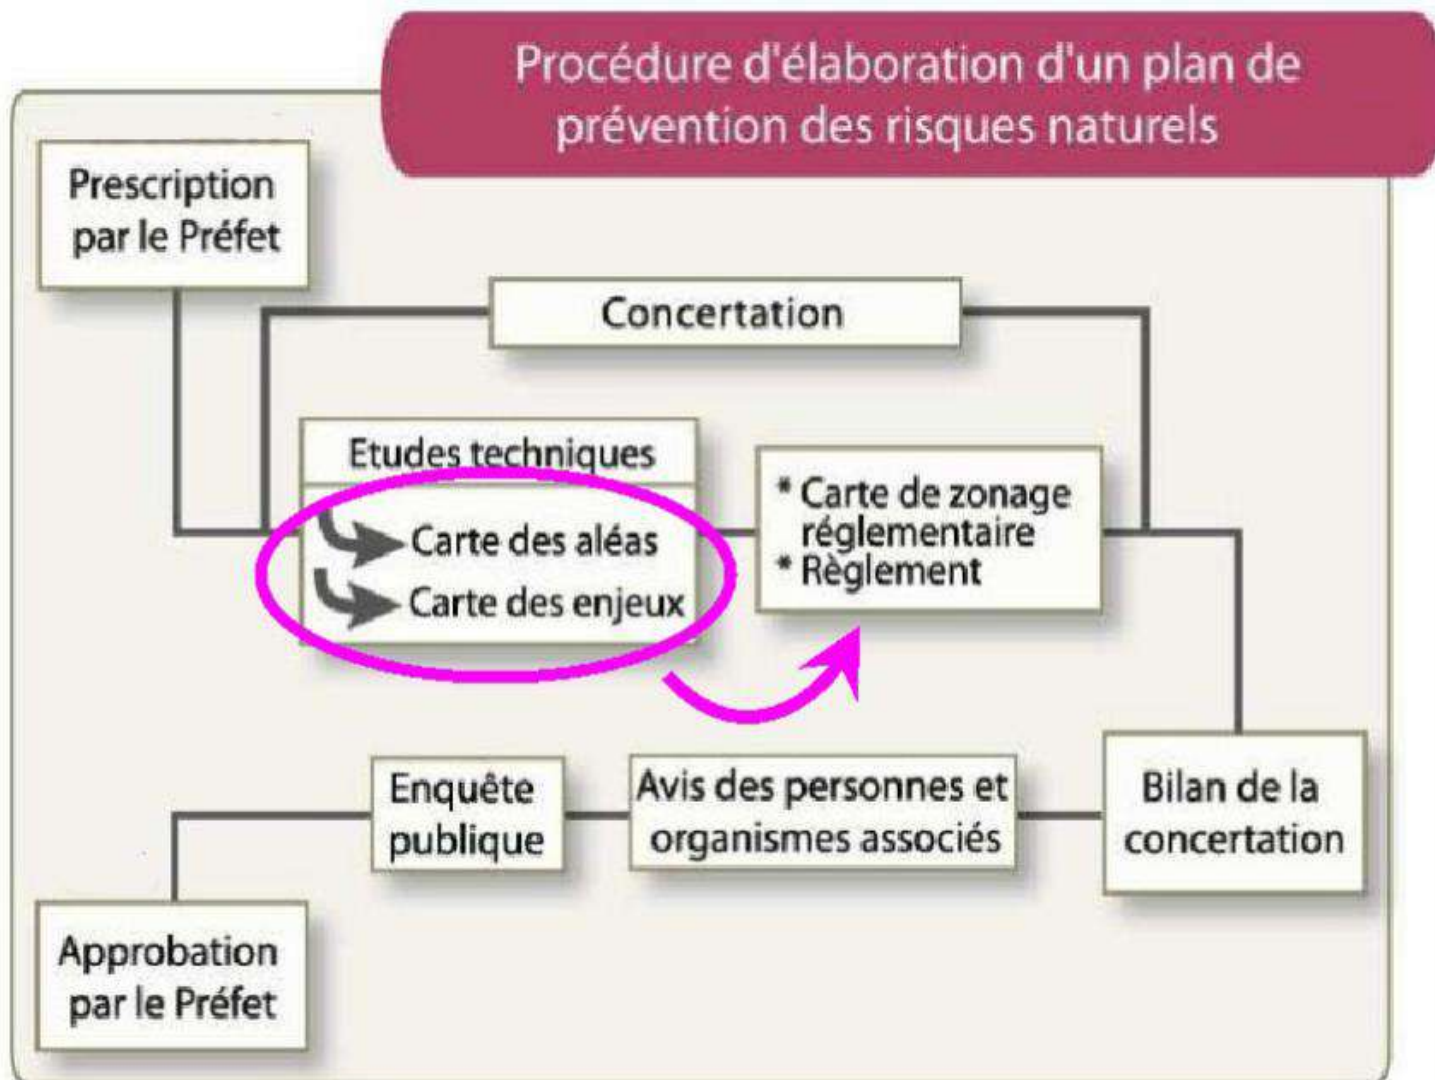 Procédure d'élaboration d'un plan de
prévention des risques naturels
Prescription
par le Préfet
Concertation
Etudes techniques
Carte des aléas
Carte des enjeux
* Carte de zonage
réglementaire
* Règlement
Bilan de la
concertation
Avis des personnes et
organismes associés
Enquête
publique
Approbation
par le Préfet